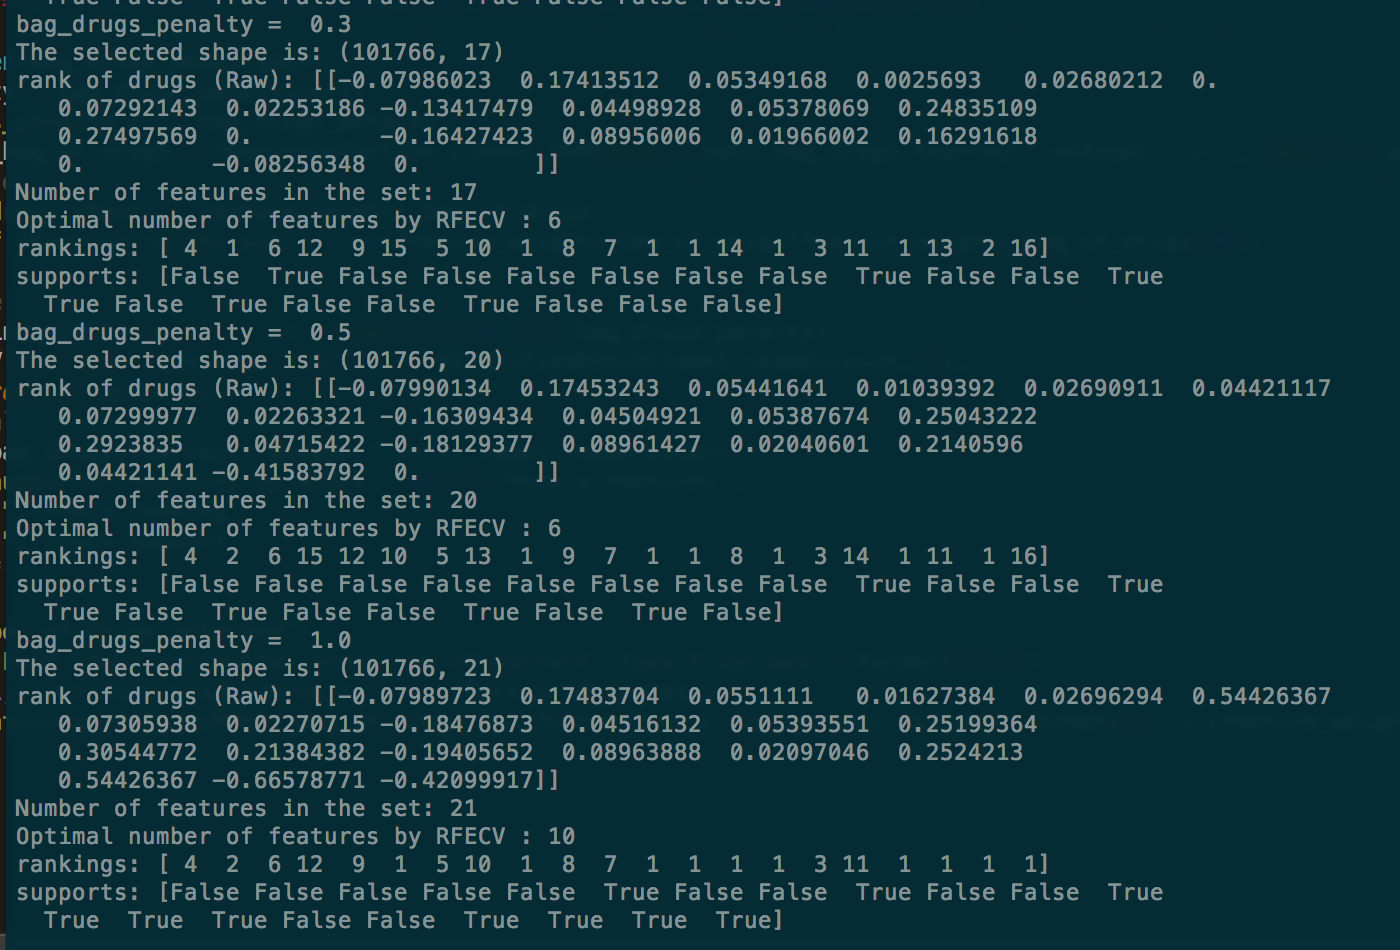 True False  True False False  True False False False]
bag_drugs_penalty =  0.3
The selected shape is: (101766, 17)
rank of drugs (Raw): [[-0.07986023  0.17413512  0.05349168  0.0025693   0.02680212  0.
   0.07292143  0.02253186 -0.13417479  0.04498928  0.05378069  0.24835109
   0.27497569  0.         -0.16427423  0.08956006  0.01966002  0.16291618
   0.         -0.08256348  0.        ]]
Number of features in the set: 17
Optimal number of features by RFECV : 6
rankings: [ 4  1  6 12  9 15  5 10  1  8  7  1  1 14  1  3 11  1 13  2 16]
supports: [False  True False False False False False False  True False False  True
  True False  True False False  True False False False]
bag_drugs_penalty =  0.5
The selected shape is: (101766, 20)
rank of drugs (Raw): [[-0.07990134  0.17453243  0.05441641  0.01039392  0.02690911  0.04421117
   0.07299977  0.02263321 -0.16309434  0.04504921  0.05387674  0.25043222
   0.2923835   0.04715422 -0.18129377  0.08961427  0.02040601  0.2140596
   0.04421141 -0.41583792  0.        ]]
Number of features in the set: 20
Optimal number of features by RFECV : 6
rankings: [ 4  2  6 15 12 10  5 13  1  9  7  1  1  8  1  3 14  1 11  1 16]
supports: [False False False False False False False False  True False False  True
  True False  True False False  True False  True False]
bag_drugs_penalty =  1.0
The selected shape is: (101766, 21)
rank of drugs (Raw): [[-0.07989723  0.17483704  0.0551111   0.01627384  0.02696294  0.54426367
   0.07305938  0.02270715 -0.18476873  0.04516132  0.05393551  0.25199364
   0.30544772  0.21384382 -0.19405652  0.08963888  0.02097046  0.2524213
   0.54426367 -0.66578771 -0.42099917]]
Number of features in the set: 21
Optimal number of features by RFECV : 10
rankings: [ 4  2  6 12  9  1  5 10  1  8  7  1  1  1  1  3 11  1  1  1  1]
supports: [False False False False False  True False False  True False False  True
  True  True  True False False  True  True  True  True]